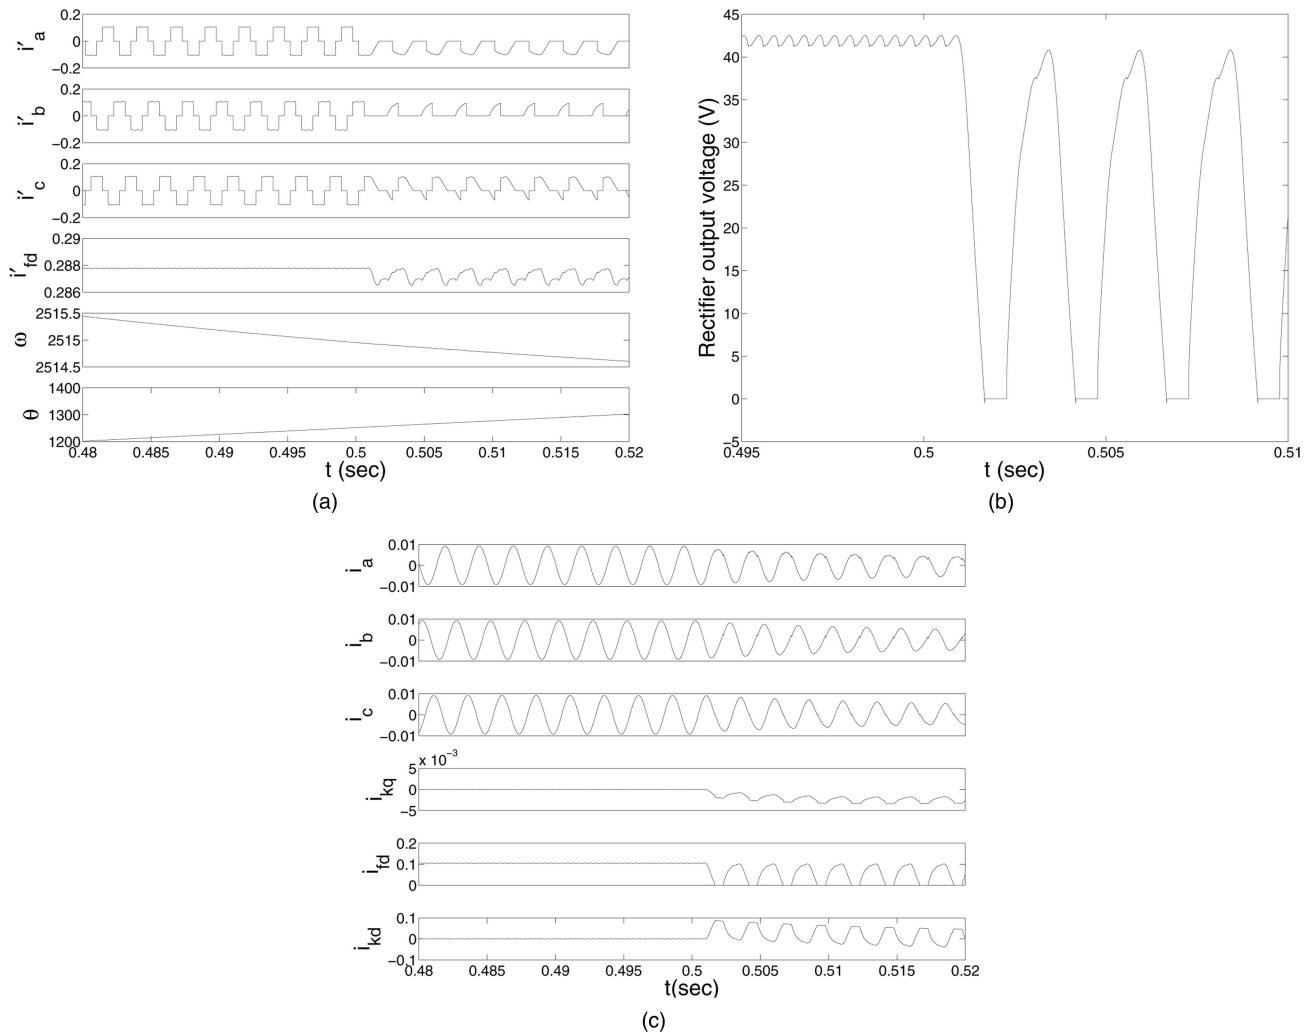 0.2
0
−0.2
i′a
0.2
0
−0.2
i′b
0.2
0
−0.2
i′c
0.29
0.288
0.286
i′fd
2515.5
2515
2514.5
ω
1400
1300
1200
θ
0.48 0.485 0.49 0.495 0.5 0.505 0.51 0.515 0.52
t (sec)
(a)
45
40
35
30
25
20
15
10
5
0
−5
Rectifier output voltage (V)
0.495 0.5 0.505 0.51
t (sec)
(b)
0.01
0
−0.01
ia
0.01
0
−0.01
ib
0.01
0
−0.01
ic
x 10−3
5
0
−5
ikq
0.2
0.1
0
ifd
0.1
0
−0.1
ikd
0.48 0.485 0.49 0.495 0.5 0.505 0.51 0.515 0.52
t(sec)
(c)